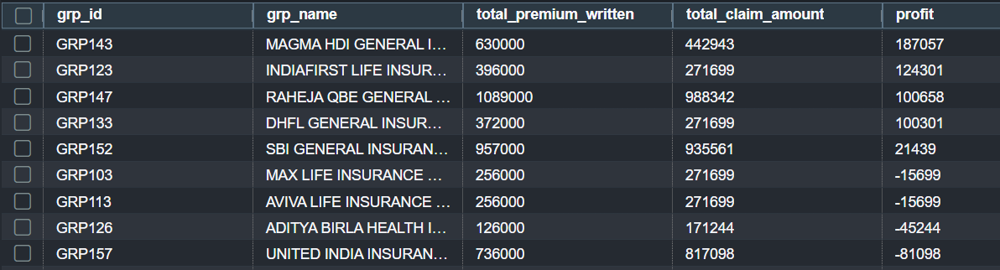 grp_id grp_name total_premium_written total_claim_amount profit
GRP143 MAGMA HDI GENERAL I... 630000 442943 187057
GRP123 INDIAFIRST LIFE INSUR... 396000 271699 124301
GRP147 RAHEJA QBE GENERAL ... 1089000 988342 100658
GRP133 DHFL GENERAL INSUR... 372000 271699 100301
GRP152 SBI GENERAL INSURAN... 957000 935561 21439
GRP103 MAX LIFE INSURANCE ... 256000 271699 -15699
GRP113 AVIVA LIFE INSURANCE ... 256000 271699 -15699
GRP126 ADITYA BIRLA HEALTH I... 126000 171244 -45244
GRP157 UNITED INDIA INSURAN... 736000 817098 -81098